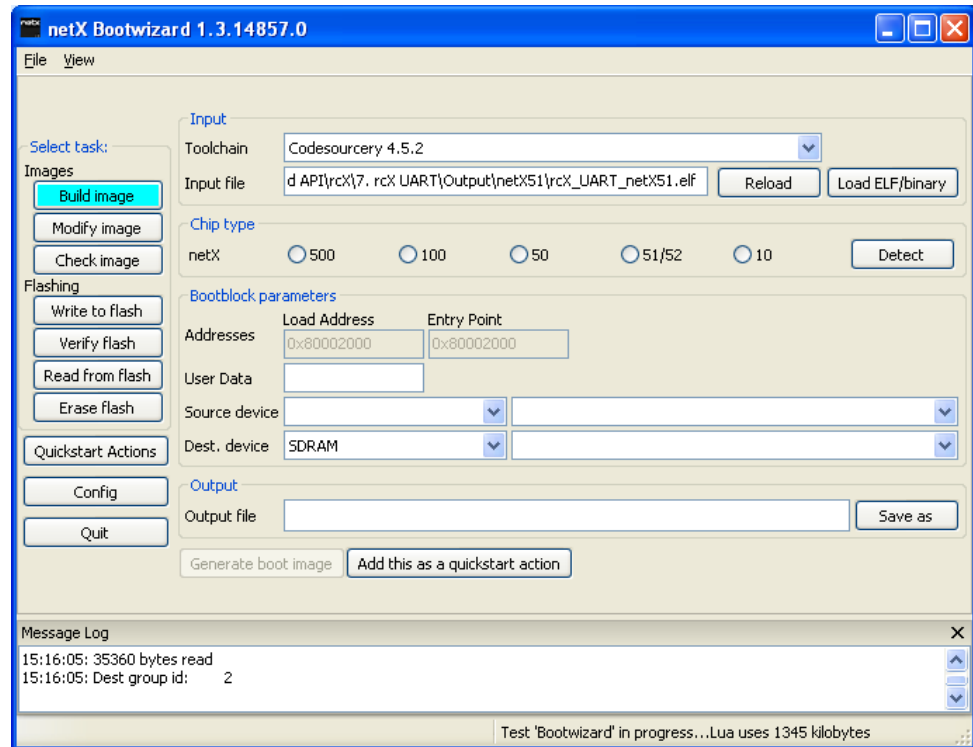 netX Bootwizard 1.3.14857.0
File View
Select task:
Images
Build image
Modify image
Check image
Flashing
Write to flash
Verify flash
Read from flash
Erase flash
Quickstart Actions
Config
Quit
Input
Toolchain Codesourcery 4.5.2
Input file d API\rcX\7. rcX UART\Output\netX51\rcX_UART_netX51.elf Reload Load ELF/binary
Chip type
netX 500 100 50 51/52 10 Detect
Bootblock parameters
Load Address Entry Point
Addresses 0x80002000 0x80002000
User Data
Source device
Dest. device SDRAM
Output
Output file Save as
Generate boot image Add this as a quickstart action
Message Log
15:16:05: 35360 bytes read
15:16:05: Dest group id: 2
Test 'Bootwizard' in progress...Lua uses 1345 kilobytes